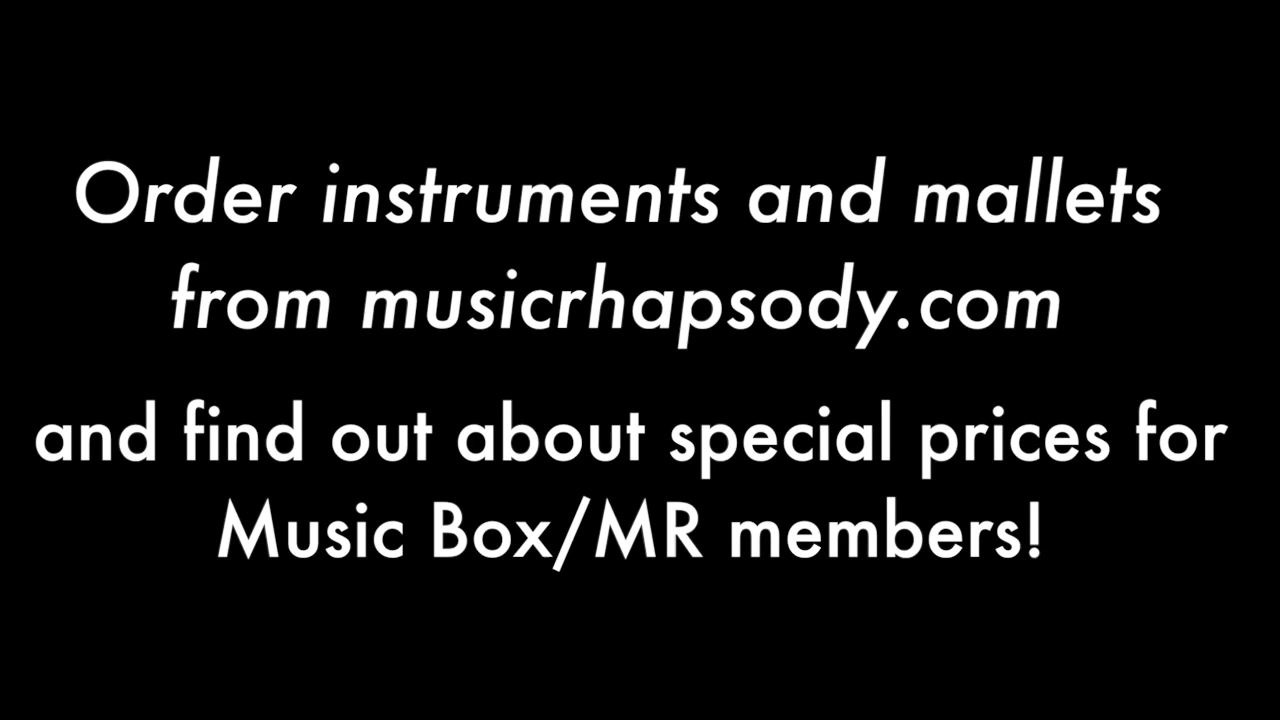 Order instruments and mallets
from musicrhapsody.com
and find out about special prices for
Music Box/MR members!